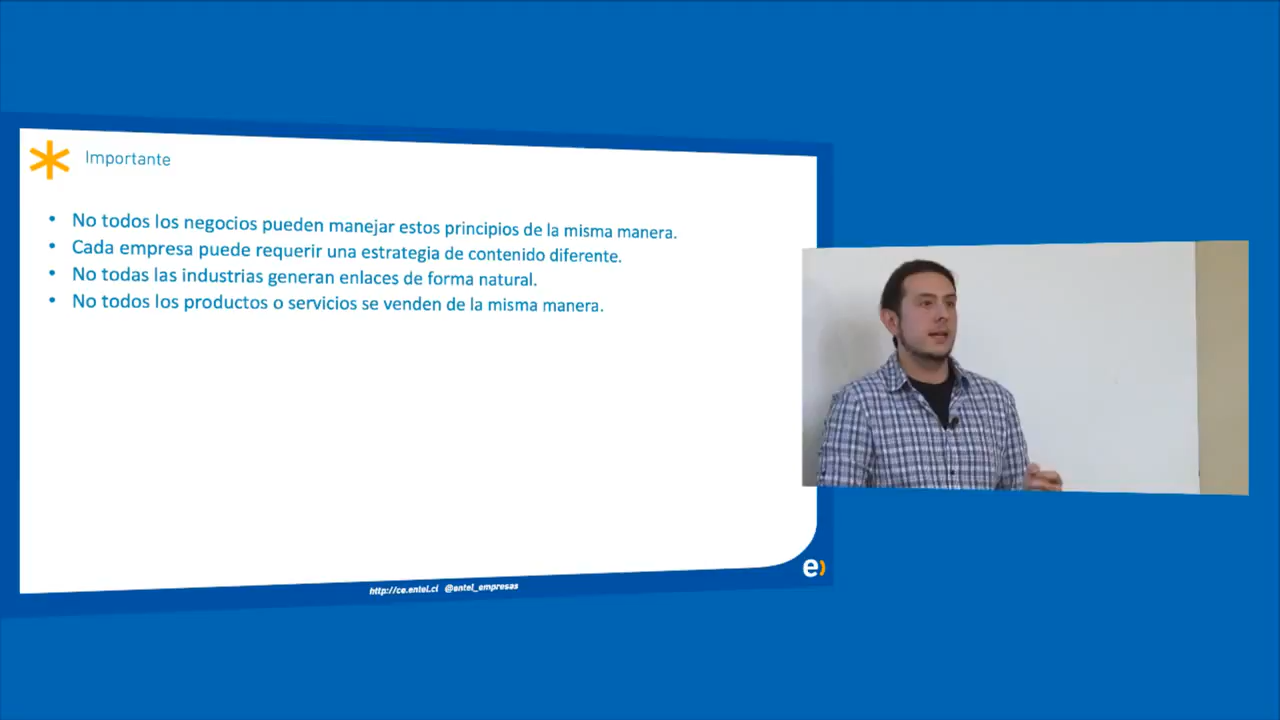 Importante
• No todos los negocios pueden manejar estos principios de la misma manera.
• Cada empresa puede requerir una estrategia de contenido diferente.
• No todas las industrias generan enlaces de forma natural.
• No todos los productos o servicios se venden de la misma manera.
http://ce.entel.cl @entel_empresas
e)